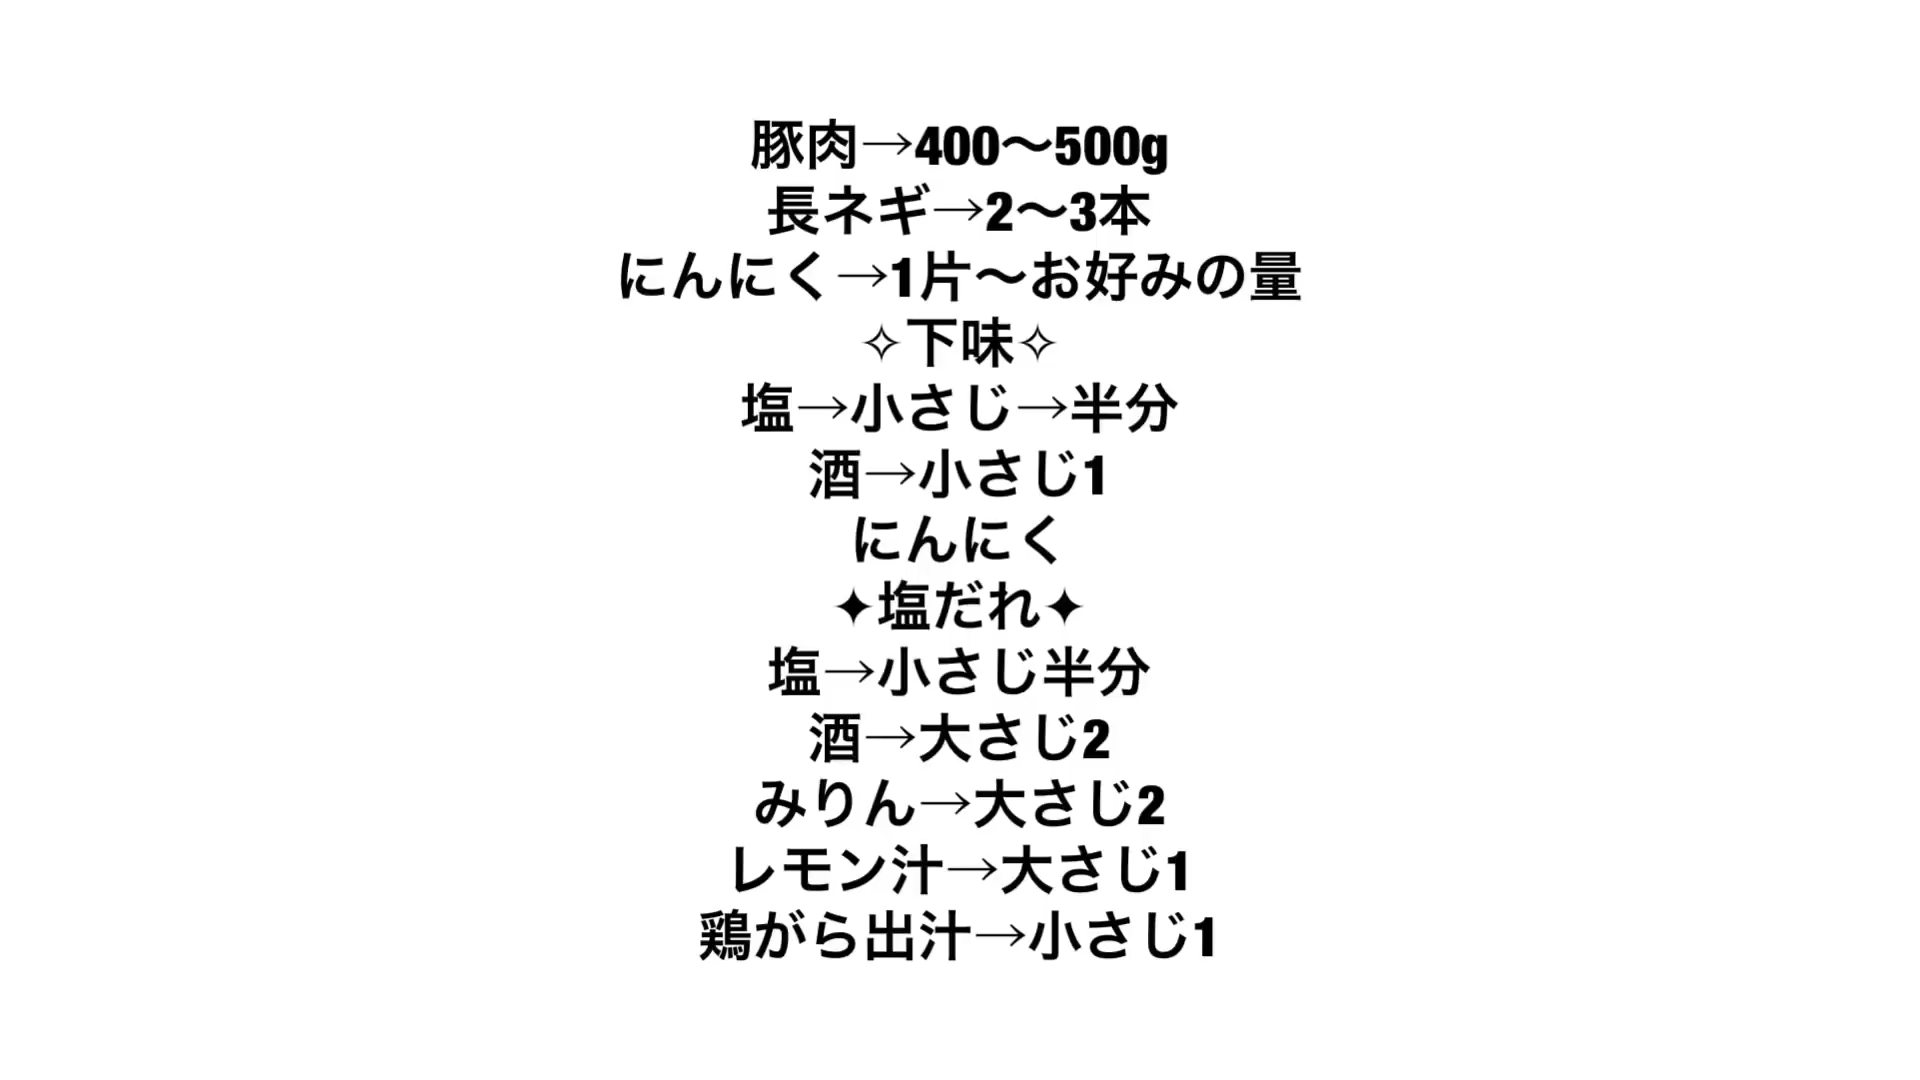 豚肉→400〜500g
長ネギ→2〜3本
にんにく→1片〜お好みの量
✧下味✧
塩→小さじ→半分
酒→小さじ1
にんにく
✦塩だれ✦
塩→小さじ半分
酒→大さじ2
みりん→大さじ2
レモン汁→大さじ1
鶏がら出汁→小さじ1